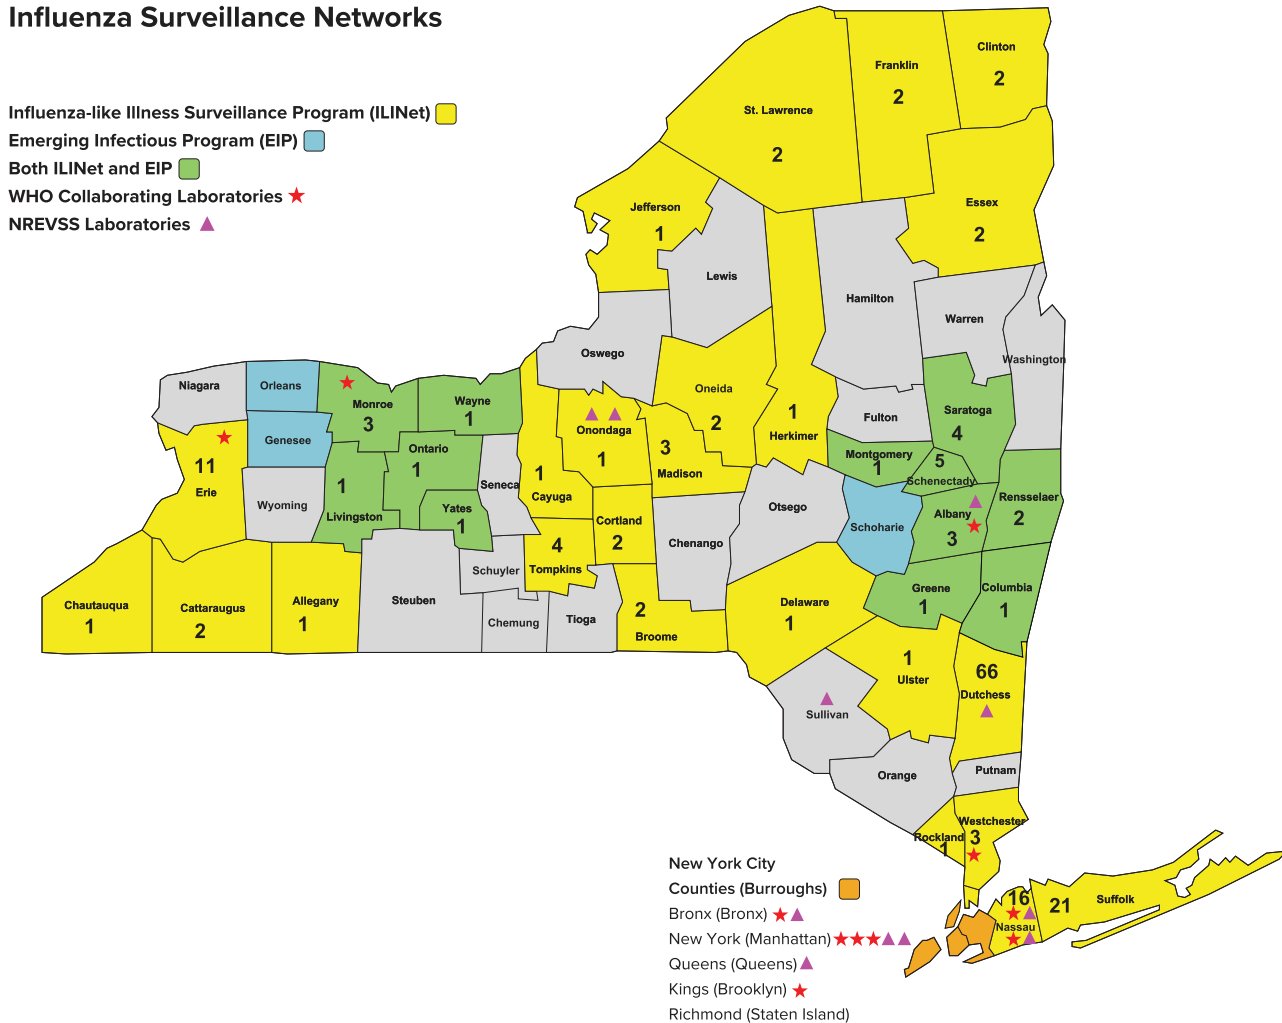 Influenza Surveillance Networks
Influenza-like Illness Surveillance Program (ILINet)
Emerging Infectious Program (EIP)
Both ILINet and EIP
WHO Collaborating Laboratories
NREVSS Laboratories
Clinton
2
Franklin
2
St. Lawrence
2
Essex
2
Jefferson
1
Lewis
Hamilton
Warren
Washington
Oswego
Niagara
Orleans
Monroe
3
Wayne
1
Oneida
2
Herkimer
1
Fulton
Saratoga
4
Genesee
Ontario
1
Onondaga
1
Madison
3
Montgomery
1
5
Schenectady
11
Erie
Wyoming
1
Livingston
Yates
1
Seneca
1
Cayuga
Cortland
2
Chenango
Otsego
Schoharie
Albany
3
Rensselaer
2
4
Tompkins
Schuyler
Chautauqua
1
Cattaraugus
2
Allegany
1
Steuben
Chemung
Tioga
2
Broome
Delaware
1
Greene
1
Columbia
1
1
Ulster
66
Dutchess
Sullivan
Orange
Putnam
Rockland
1
Westchester
3
16
Nassau
21
Suffolk
New York City
Counties (Burroughs)
Bronx (Bronx)
New York (Manhattan)
Queens (Queens)
Kings (Brooklyn)
Richmond (Staten Island)